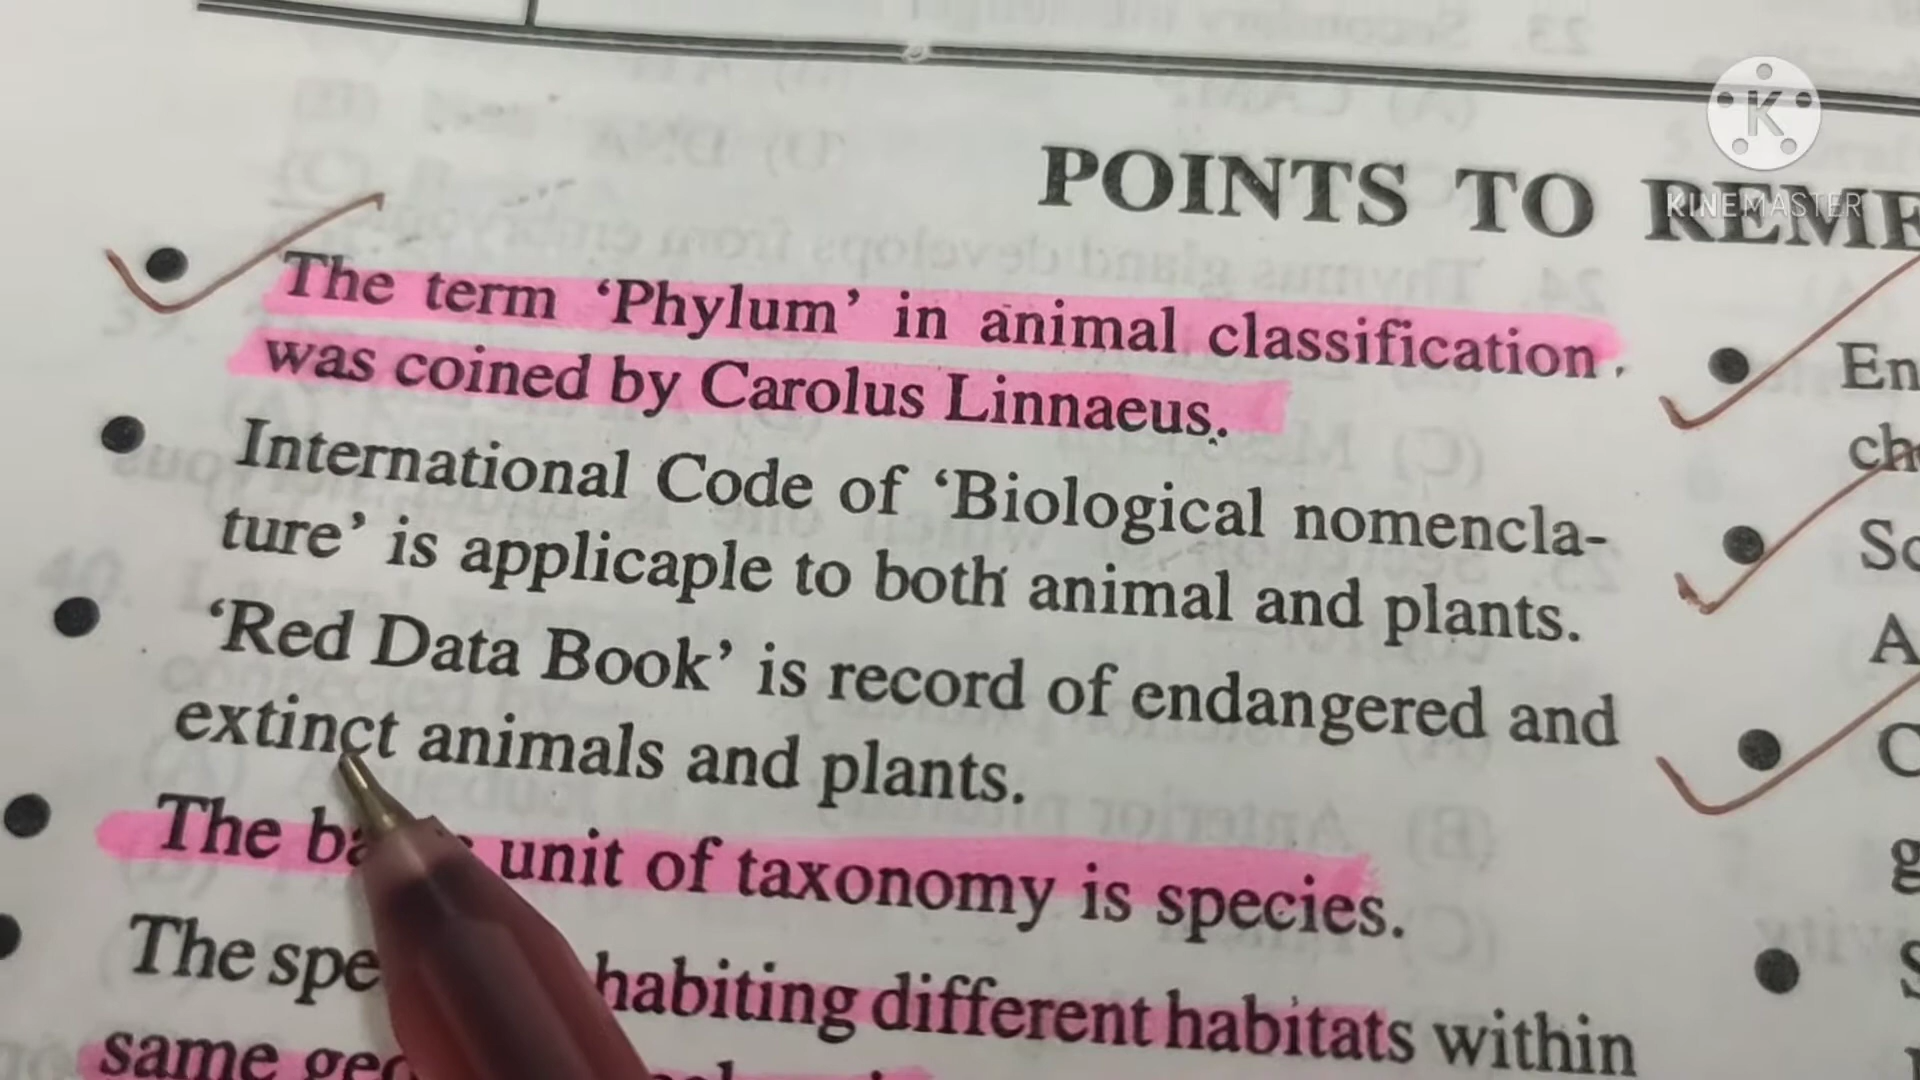 K
KINEMASTER
POINTS TO REME
The term ‘Phylum’ in animal classification
was coined by Carolus Linnaeus.
International Code of ‘Biological nomencla-
ture’ is applicaple to both animal and plants.
‘Red Data Book’ is record of endangered and
extinct animals and plants.
The unit of taxonomy is species.
The habiting different habitats within
same
En
ch
So
A
C
g
S